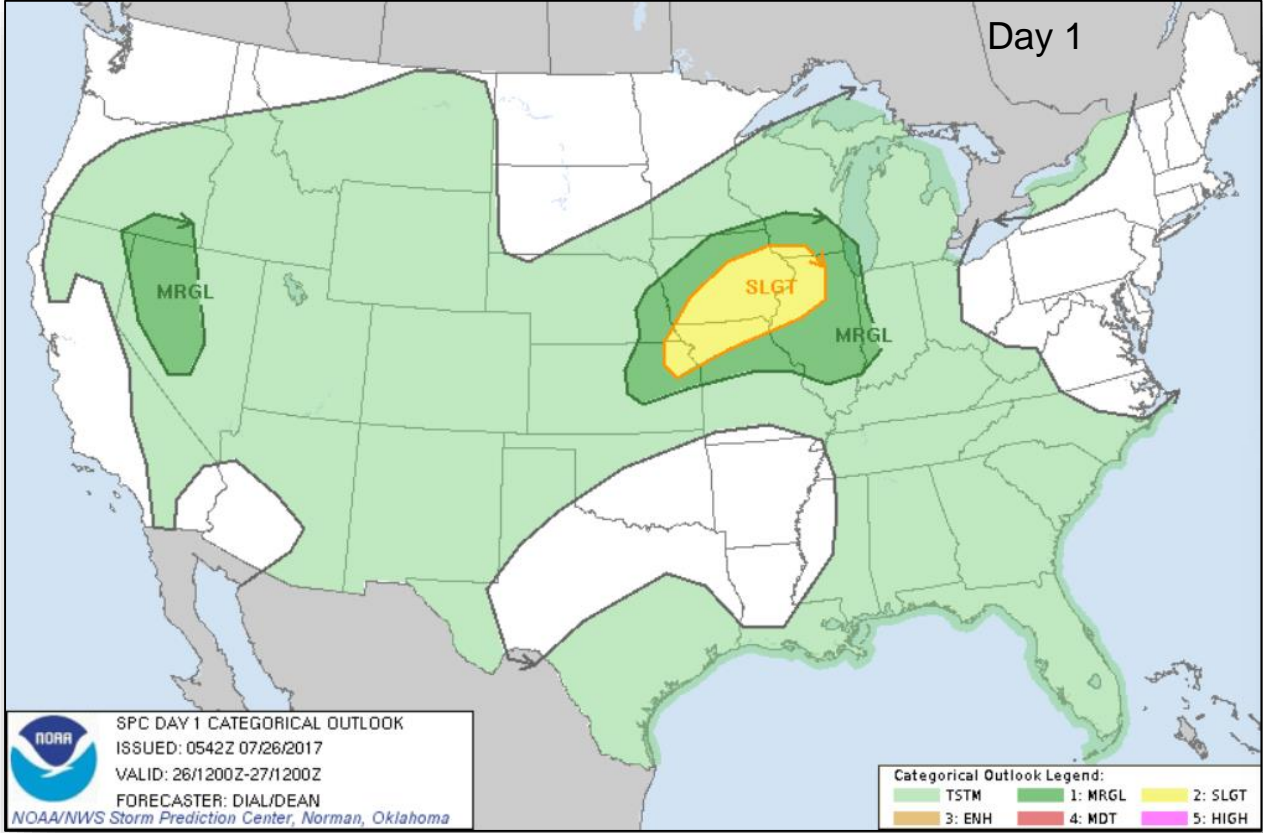 Day 1
MRGL
SLGT
MRGL
NOAA
SPC DAY 1 CATEGORICAL OUTLOOK
ISSUED: 0542Z 07/26/2017
VALID: 26/1200Z-27/1200Z
FORECASTER: DIAL/DEAN
NOAA/NWS Storm Prediction Center, Norman, Oklahoma
Categorical Outlook Legend:
TSTM 1: MRGL 2: SLGT
3: ENH 4: MDT 5: HIGH